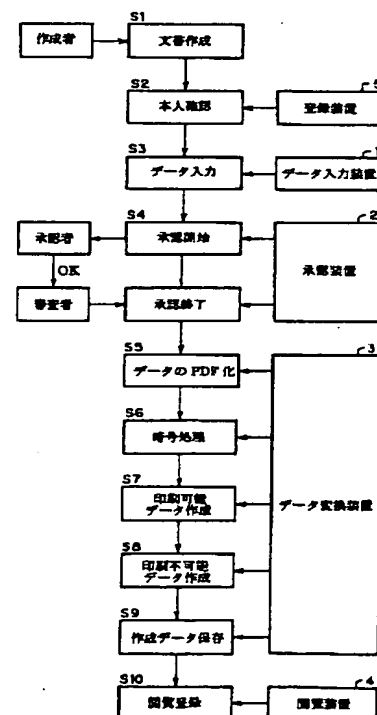 S1
作成者
文書作成
S2
5
本人確認
登録装置
S3
1
データ入力
データ入力装置
S4
2
承認者
承認開始
OK
承認装置
審査者
承認終了
S5
3
データのPDF化
S6
暗号処理
S7
印刷可能
データ作成
データ変換装置
S8
印刷不可能
データ作成
S9
作成データ保存
S10
4
閲覧登録
閲覧装置